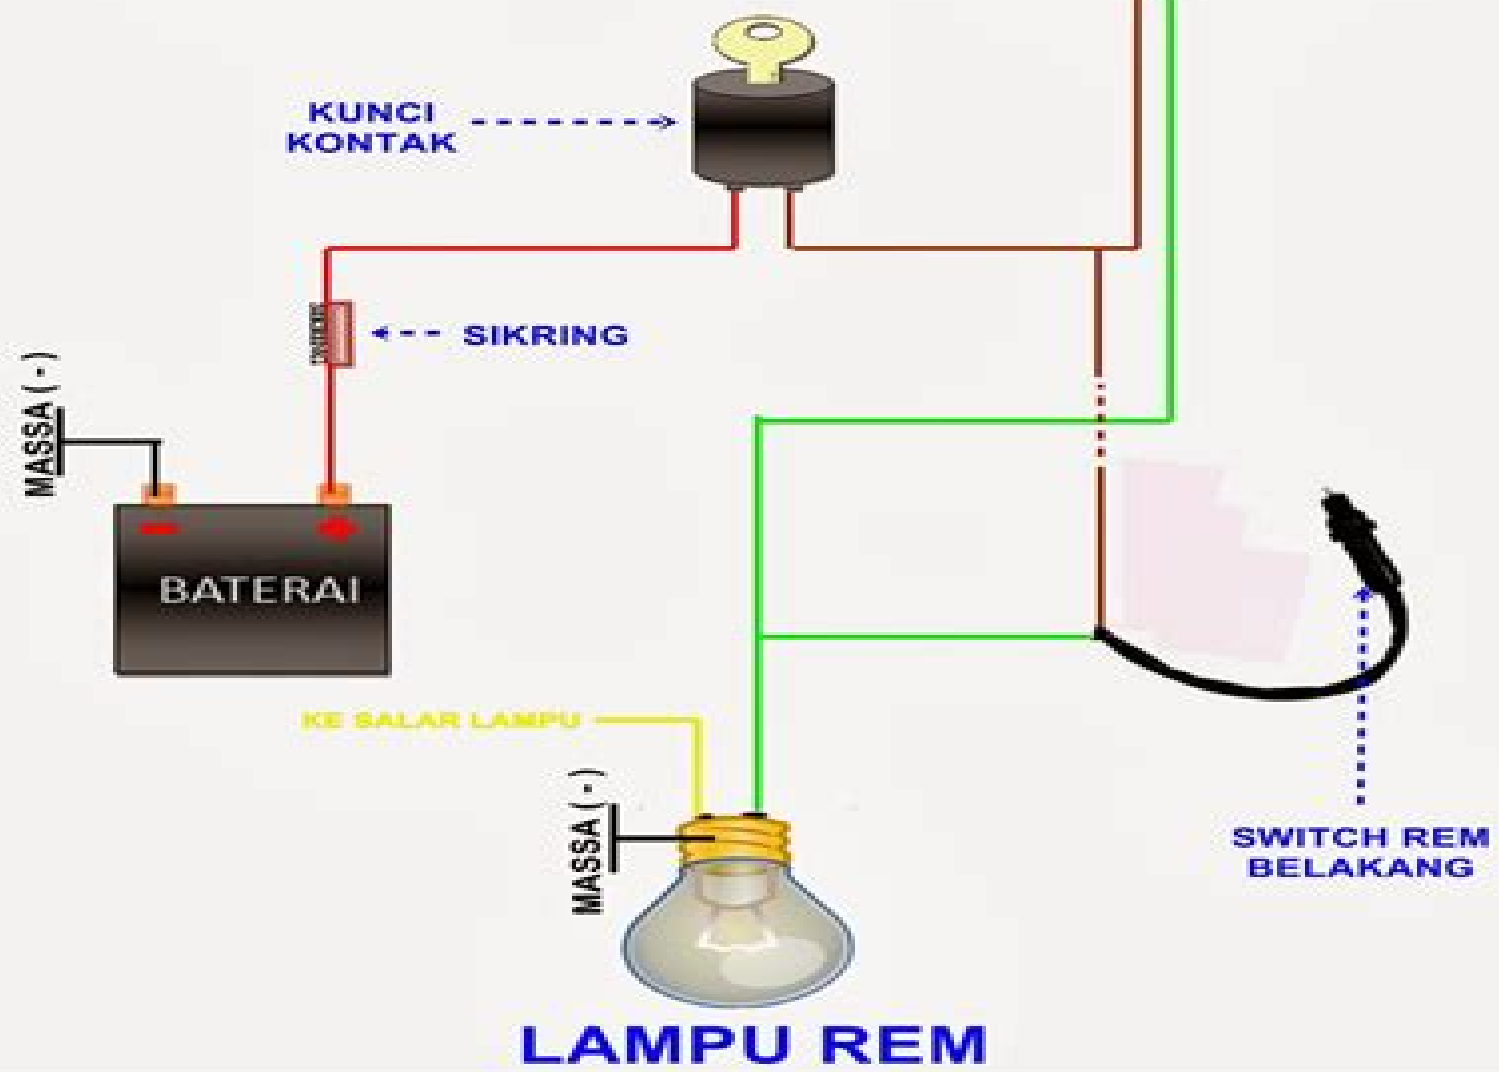 KUNCI
KONTAK
SIKRING
MASSA ( - )
BATERAI
KE SALAR LAMPU
MASSA ( - )
SWITCH REM
BELAKANG
LAMPU REM